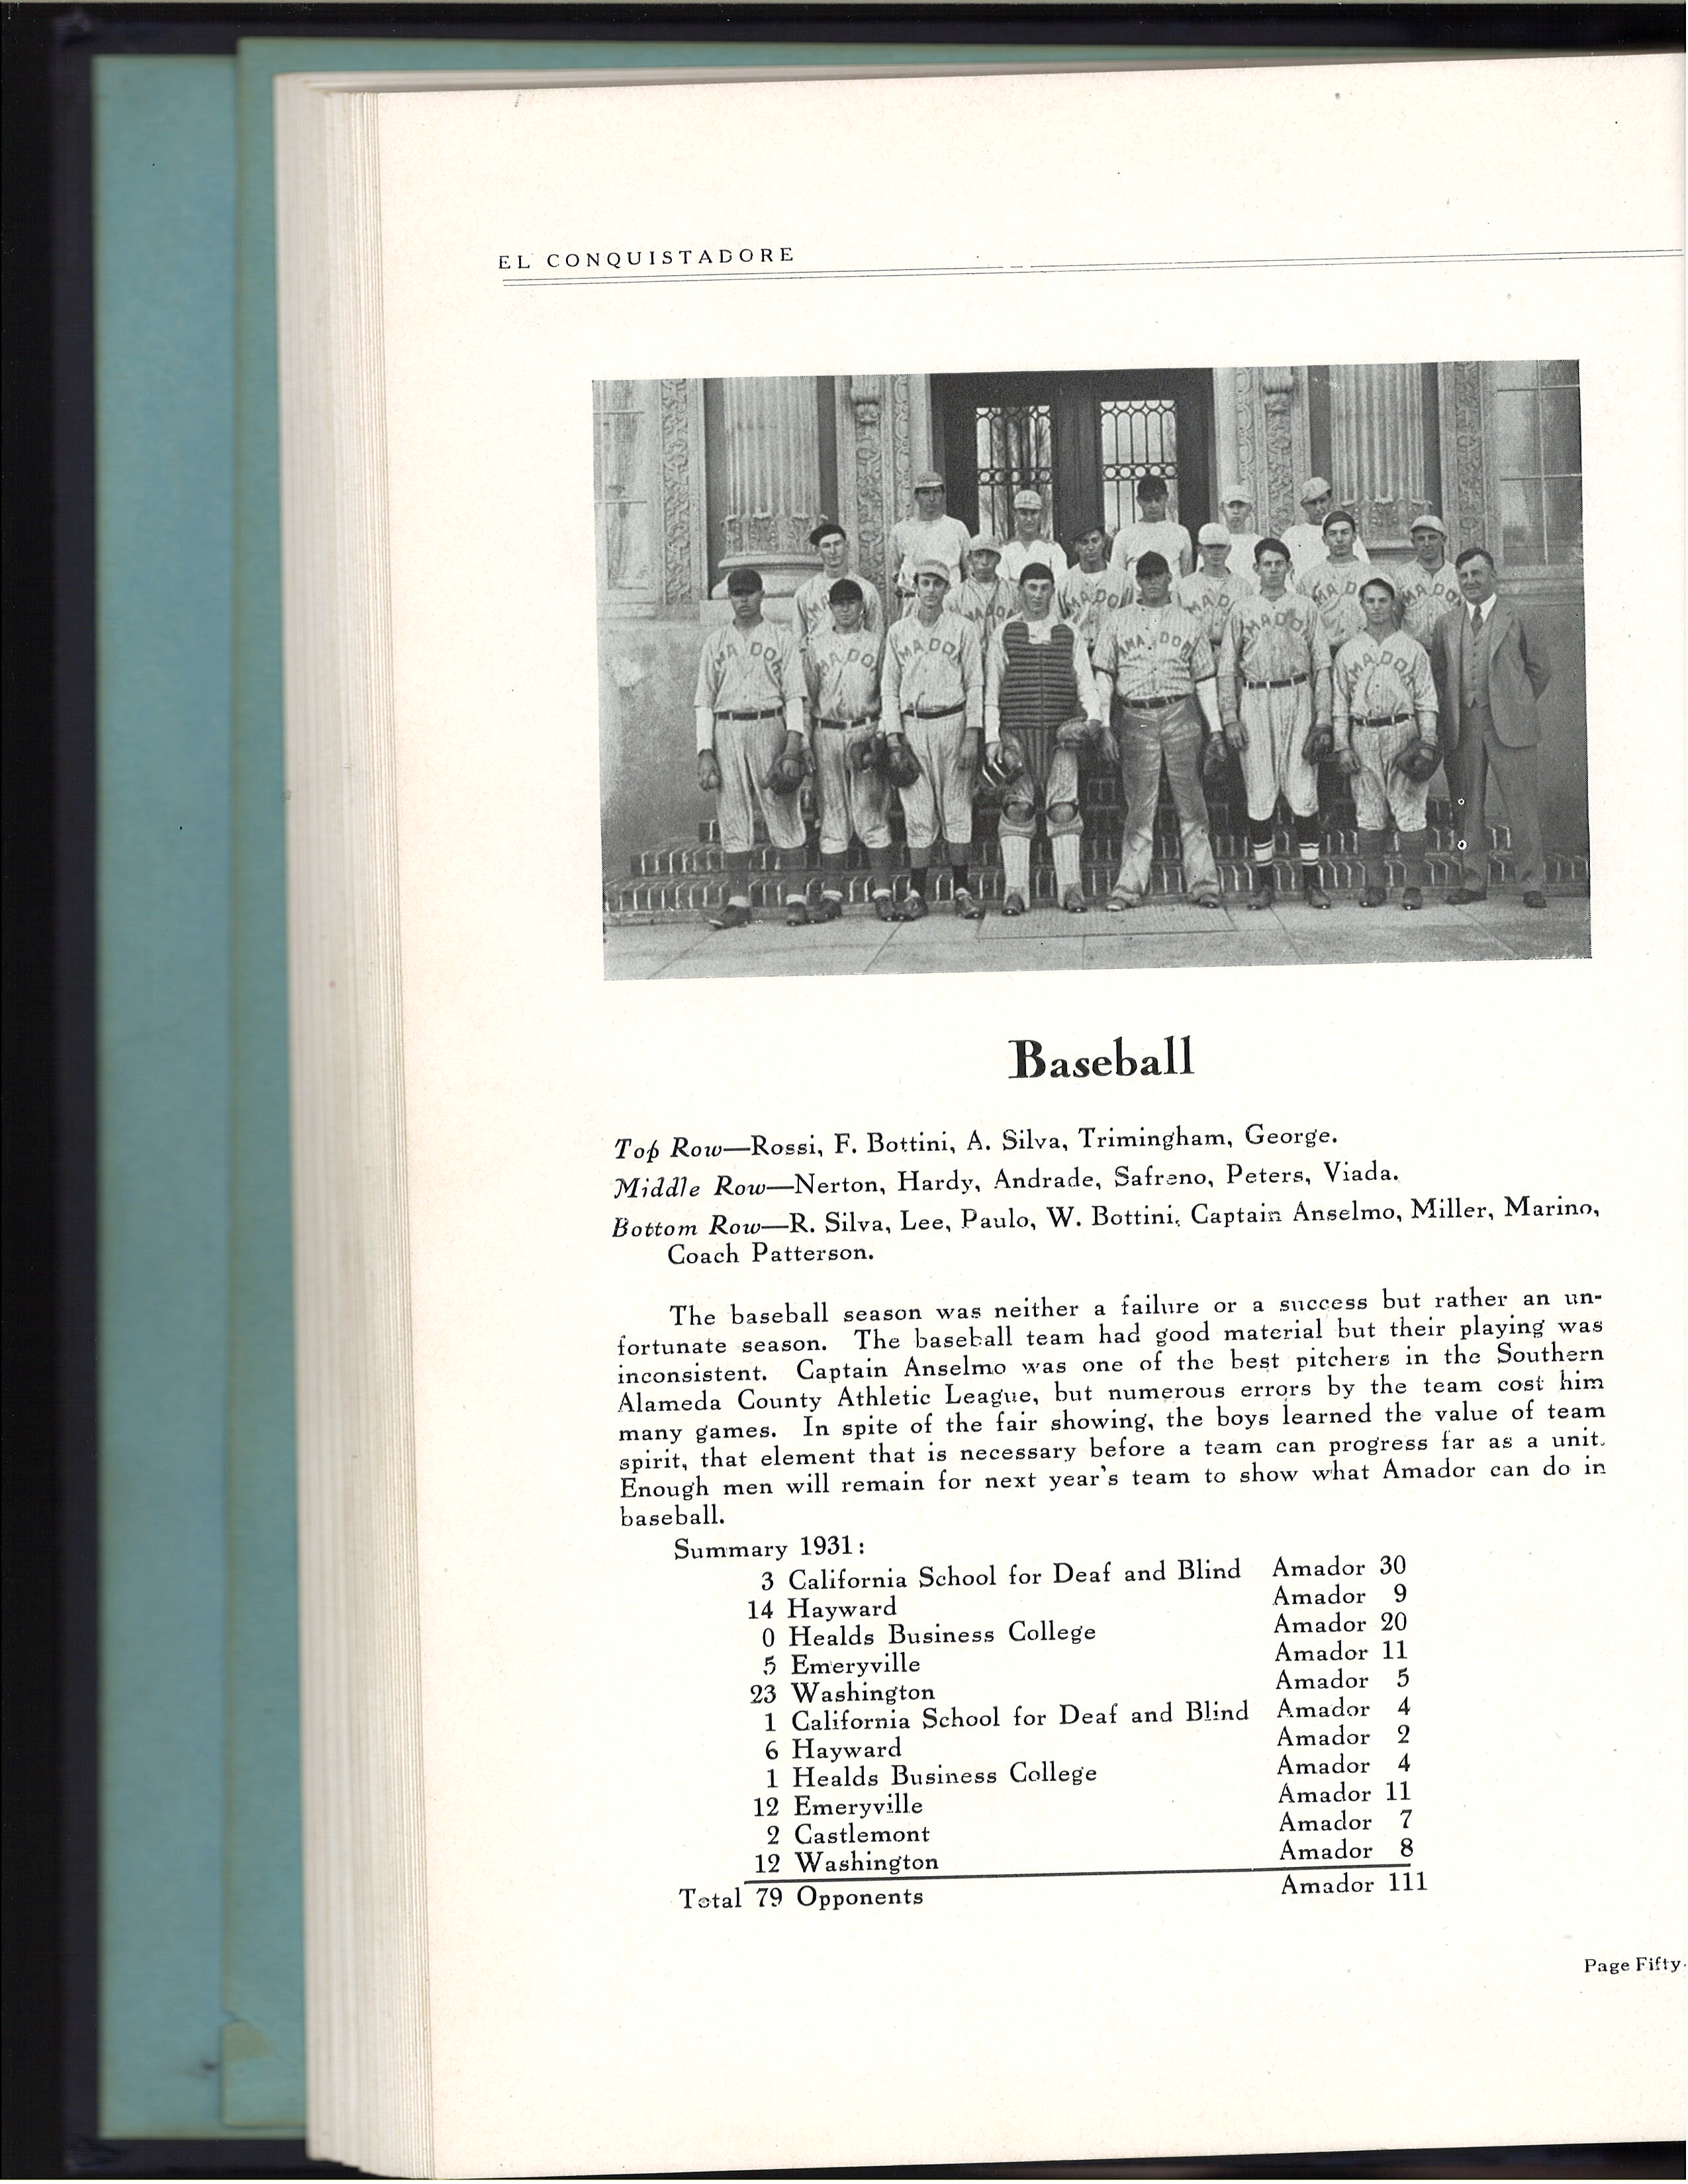 EL CONQUISTADORE
AMADOR
MADOR
MADOR
AMADOR
MADOR
MADOR
Baseball
Top Row—Rossi, F. Bottini, A. Silva, Trimingham, George.
Middle Row—Nerton, Hardy, Andrade, Safreno, Peters, Viada.
Bottom Row—R. Silva, Lee, Paulo, W. Bottini, Captain Anselmo, Miller, Marino,
Coach Patterson.
The baseball season was neither a failure or a success but rather an un-
fortunate season. The baseball team had good material but their playing was
inconsistent. Captain Anselmo was one of the best pitchers in the Southern
Alameda County Athletic League, but numerous errors by the team cost him
many games. In spite of the fair showing, the boys learned the value of team
spirit, that element that is necessary before a team can progress far as a unit.
Enough men will remain for next year's team to show what Amador can do in
baseball.
Summary 1931:
3 California School for Deaf and Blind Amador 30
14 Hayward Amador 9
0 Healds Business College Amador 20
5 Emeryville Amador 11
23 Washington Amador 5
1 California School for Deaf and Blind Amador 4
6 Hayward Amador 2
1 Healds Business College Amador 4
12 Emeryville Amador 11
2 Castlemont Amador 7
12 Washington Amador 8
Total 79 Opponents Amador 111
Page Fifty-